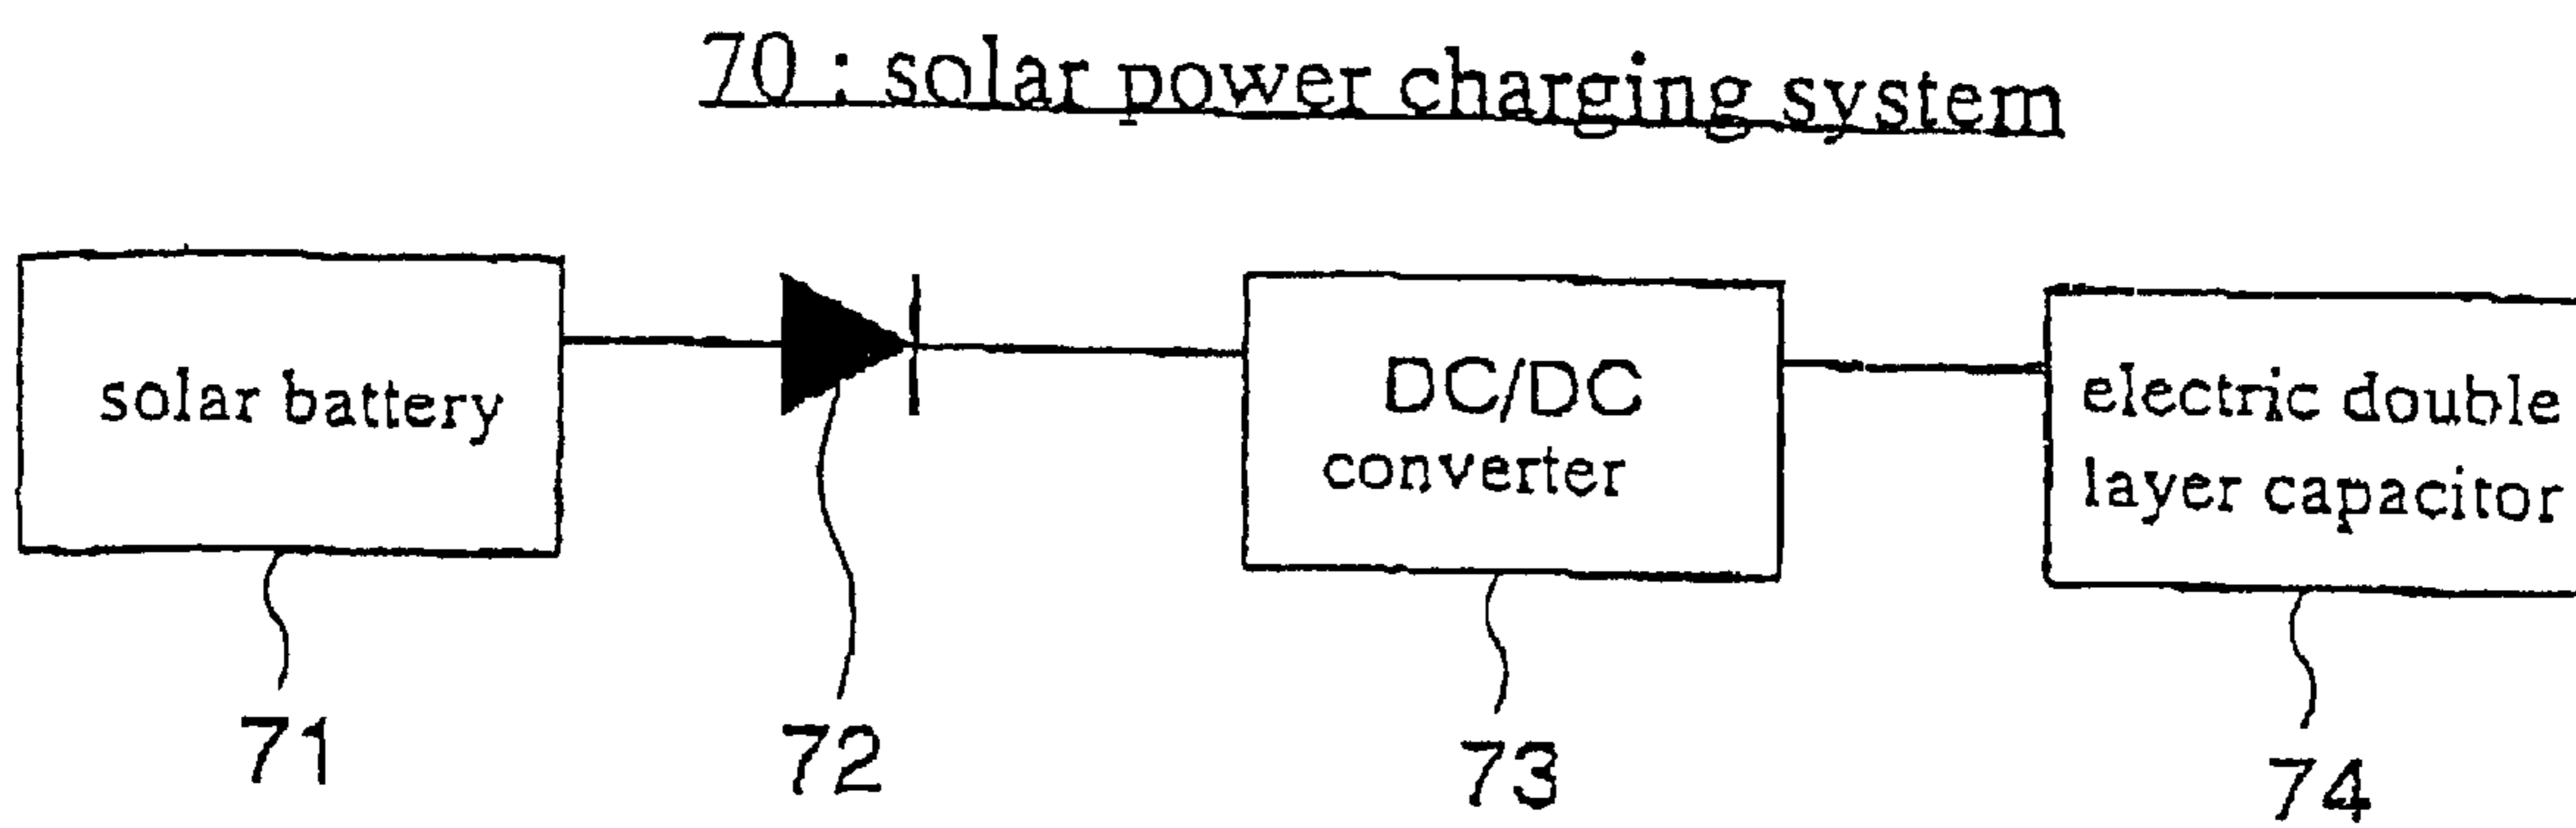 70 : solar power charging system
solar battery
DC/DC
converter
electric double
layer capacitor
71
72
73
74